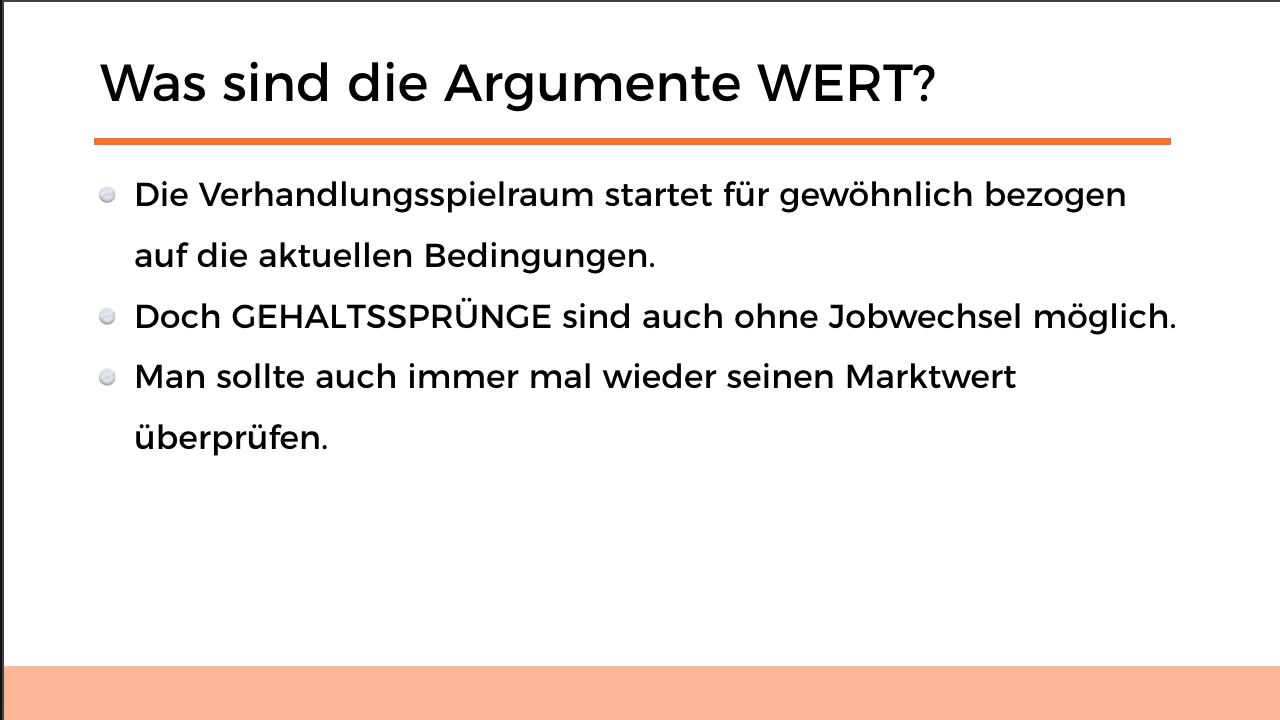 Was sind die Argumente WERT?
Die Verhandlungsspielraum startet für gewöhnlich bezogen
auf die aktuellen Bedingungen.
Doch GEHALTSSPRÜNGE sind auch ohne Jobwechsel möglich.
Man sollte auch immer mal wieder seinen Marktwert
überprüfen.